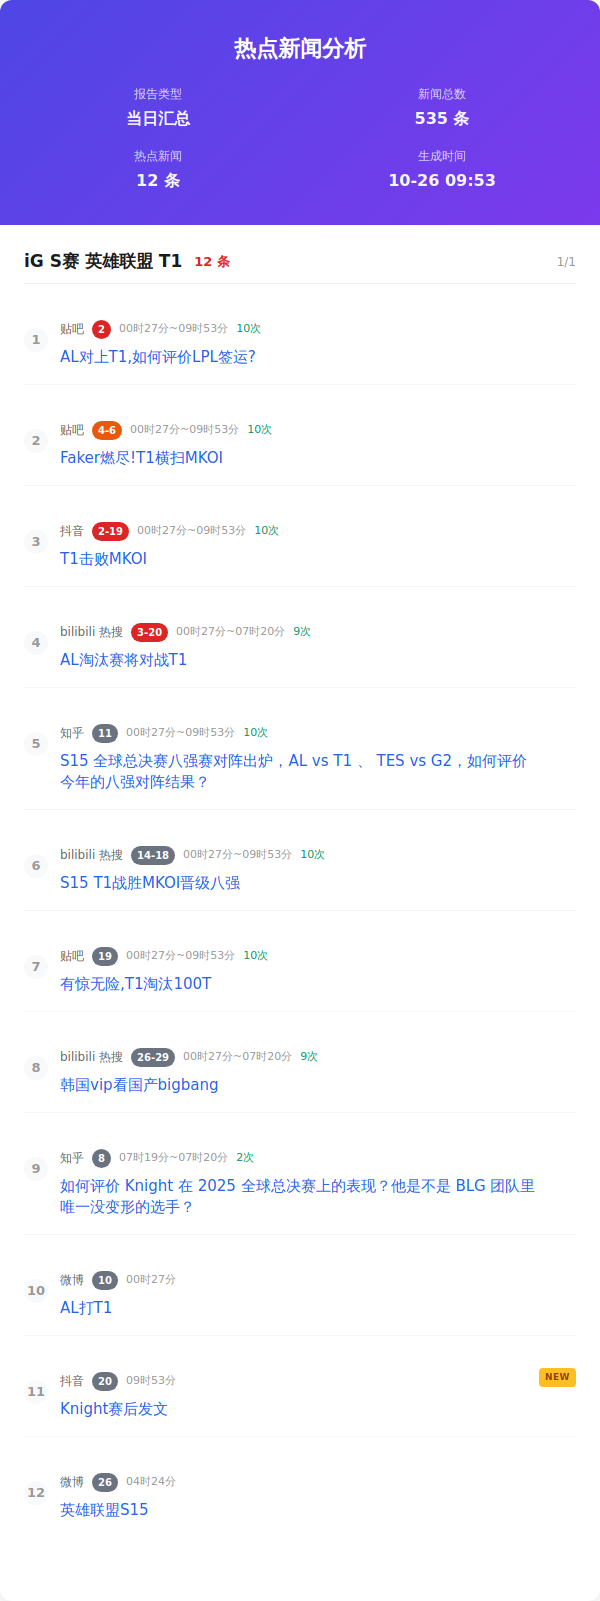 热点新闻分析
报告类型
新闻总数
当日汇总
535 条
热点新闻
生成时间
12 条
10-26 09:53
iG S赛 英雄联盟 T1 12 条 1/1
1
贴吧 2 00时27分~09时53分 10次
AL对上T1,如何评价LPL签运?
2
贴吧 4-6 00时27分~09时53分 10次
Faker燃尽!T1横扫MKOI
3
抖音 2-19 00时27分~09时53分 10次
T1击败MKOI
4
bilibili 热搜 3-20 00时27分~07时20分 9次
AL淘汰赛将对战T1
5
知乎 11 00时27分~09时53分 10次
S15 全球总决赛八强赛对阵出炉，AL vs T1 、 TES vs G2，如何评价
今年的八强对阵结果？
6
bilibili 热搜 14-18 00时27分~09时53分 10次
S15 T1战胜MKOI晋级八强
7
贴吧 19 00时27分~09时53分 10次
有惊无险,T1淘汰100T
8
bilibili 热搜 26-29 00时27分~07时20分 9次
韩国vip看国产bigbang
9
知乎 8 07时19分~07时20分 2次
如何评价 Knight 在 2025 全球总决赛上的表现？他是不是 BLG 团队里
唯一没变形的选手？
10
微博 10 00时27分
AL打T1
11
抖音 20 09时53分 NEW
Knight赛后发文
12
微博 26 04时24分
英雄联盟S15